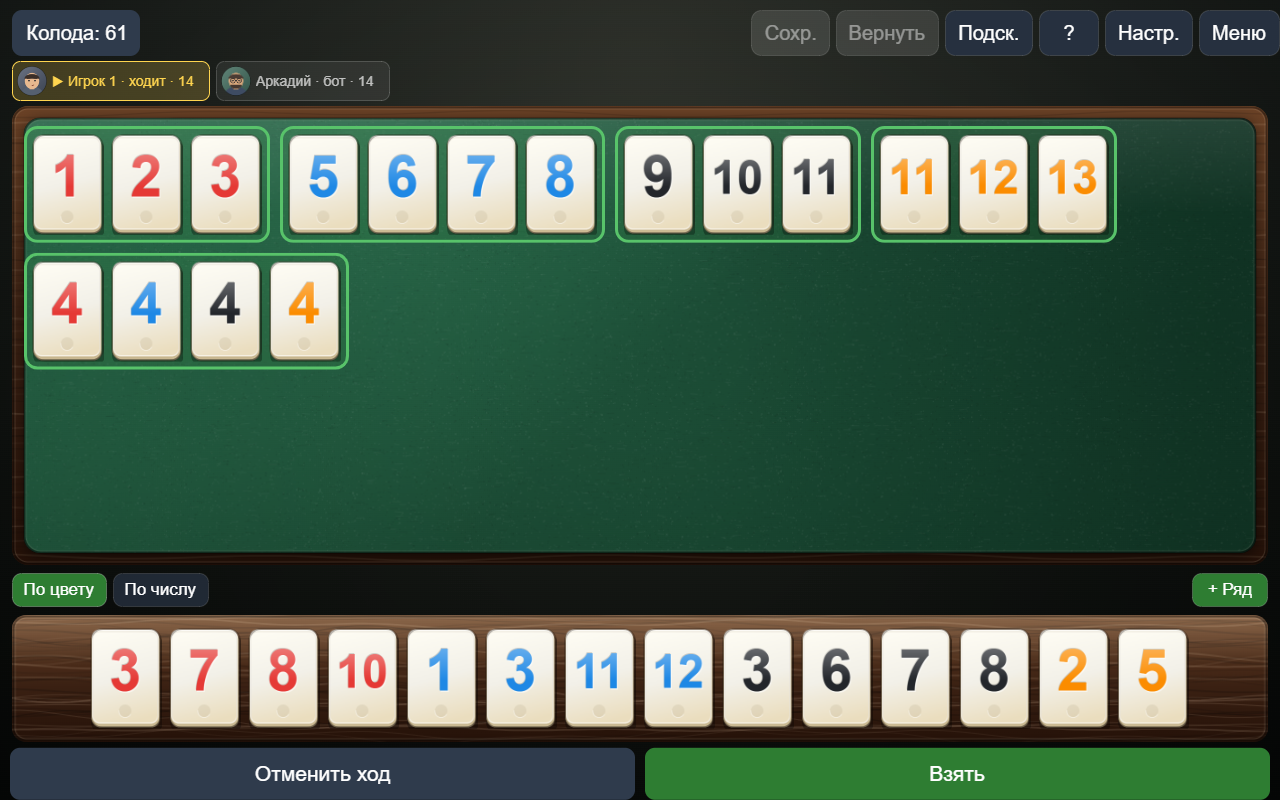 Колода: 61
Сохр. Вернуть Подск. ? Настр. Меню
▶ Игрок 1 · ходит · 14
Аркадий · бот · 14
1 2 3 5 6 7 8 9 10 11 11 12 13
4 4 4 4
По цвету По числу + Ряд
3 7 8 10 1 3 11 12 3 6 7 8 2 5
Отменить ход Взять